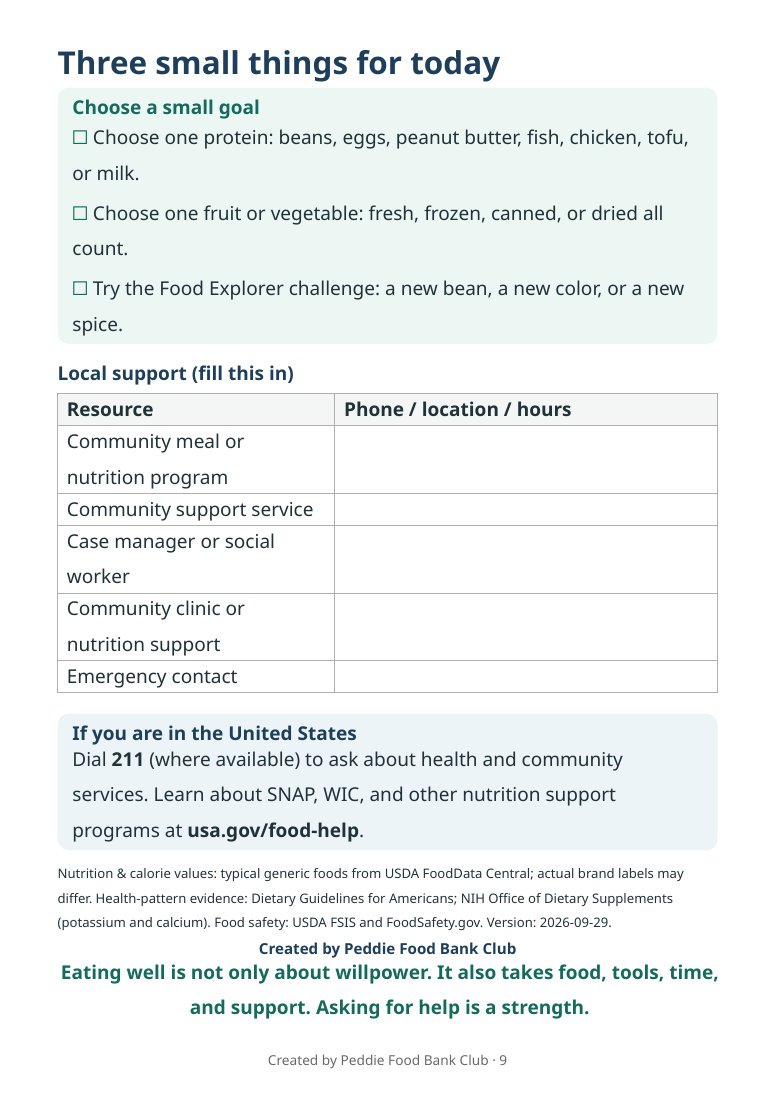 Three small things for today
Choose a small goal
☐ Choose one protein: beans, eggs, peanut butter, fish, chicken, tofu,
or milk.
☐ Choose one fruit or vegetable: fresh, frozen, canned, or dried all
count.
☐ Try the Food Explorer challenge: a new bean, a new color, or a new
spice.
Local support (fill this in)
Resource Phone / location / hours
Community meal or
nutrition program
Community support service
Case manager or social
worker
Community clinic or
nutrition support
Emergency contact
If you are in the United States
Dial 211 (where available) to ask about health and community
services. Learn about SNAP, WIC, and other nutrition support
programs at usa.gov/food-help.
Nutrition & calorie values: typical generic foods from USDA FoodData Central; actual brand labels may
differ. Health-pattern evidence: Dietary Guidelines for Americans; NIH Office of Dietary Supplements
(potassium and calcium). Food safety: USDA FSIS and FoodSafety.gov. Version: 2026-09-29.
Created by Peddie Food Bank Club
Eating well is not only about willpower. It also takes food, tools, time,
and support. Asking for help is a strength.
Created by Peddie Food Bank Club · 9